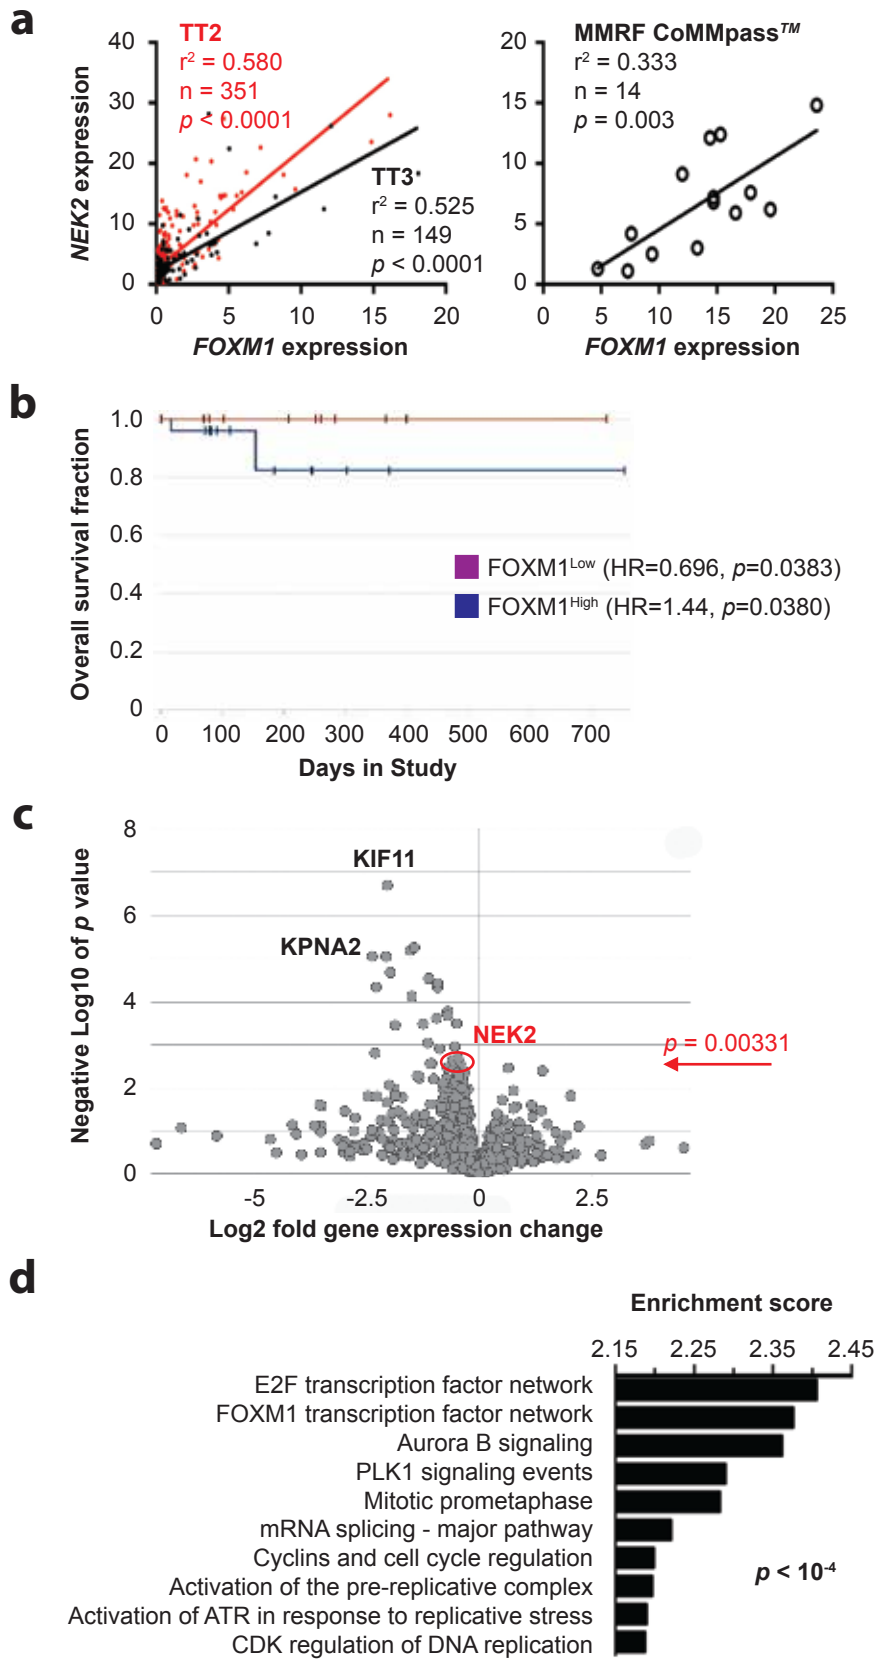 a
TT2
r2 = 0.580
n = 351
p < 0.0001
TT3
r2 = 0.525
n = 149
p < 0.0001
NEK2 expression
40
30
20
10
0
0 5 10 15 20
FOXM1 expression
MMRF CoMMpass™
r2 = 0.333
n = 14
p = 0.003
20
15
10
5
0
0 5 10 15 20 25
FOXM1 expression
b
Overall survival fraction
1.0
0.8
0.6
0.4
0.2
0
FOXM1Low (HR=0.696, p=0.0383)
FOXM1High (HR=1.44, p=0.0380)
0 100 200 300 400 500 600 700
Days in Study
c
Negative Log10 of p value
8
6
4
2
0
KIF11
KPNA2
NEK2
p = 0.00331
-5 -2.5 0 2.5
Log2 fold gene expression change
d
Enrichment score
2.15 2.25 2.35 2.45
E2F transcription factor network
FOXM1 transcription factor network
Aurora B signaling
PLK1 signaling events
Mitotic prometaphase
mRNA splicing - major pathway
Cyclins and cell cycle regulation
Activation of the pre-replicative complex
Activation of ATR in response to replicative stress
CDK regulation of DNA replication
p < 10-4